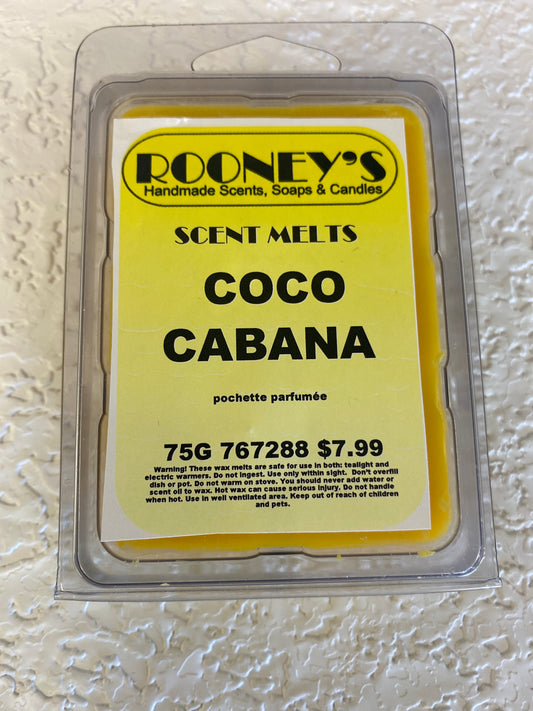 ROONEY'S
Handmade Scents, Soaps & Candles
SCENT MELTS
COCO
CABANA
pochette parfumée
75G 767288 $7.99
Warning! These wax melts are safe for use in both: tealight and
electric warmers. Do not ingest. Use only within sight. Don't overfill
dish or pot. Do not warm on stove. You should never add water or
scent oil to wax. Hot wax can cause serious injury. Do not handle
when hot. Use in well ventilated area. Keep out of reach of children
and pets.